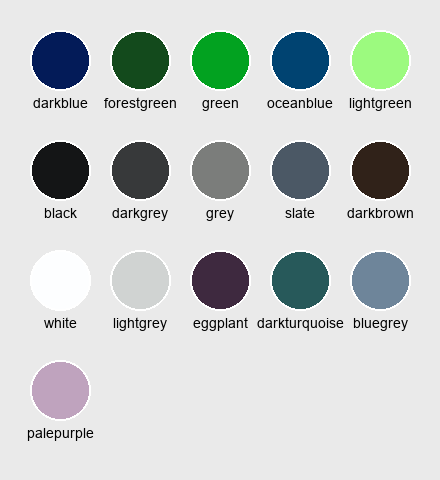 darkblue forestgreen green oceanblue lightgreen
black darkgrey grey slate darkbrown
white lightgrey eggplant darkturquoise bluegrey
palepurple